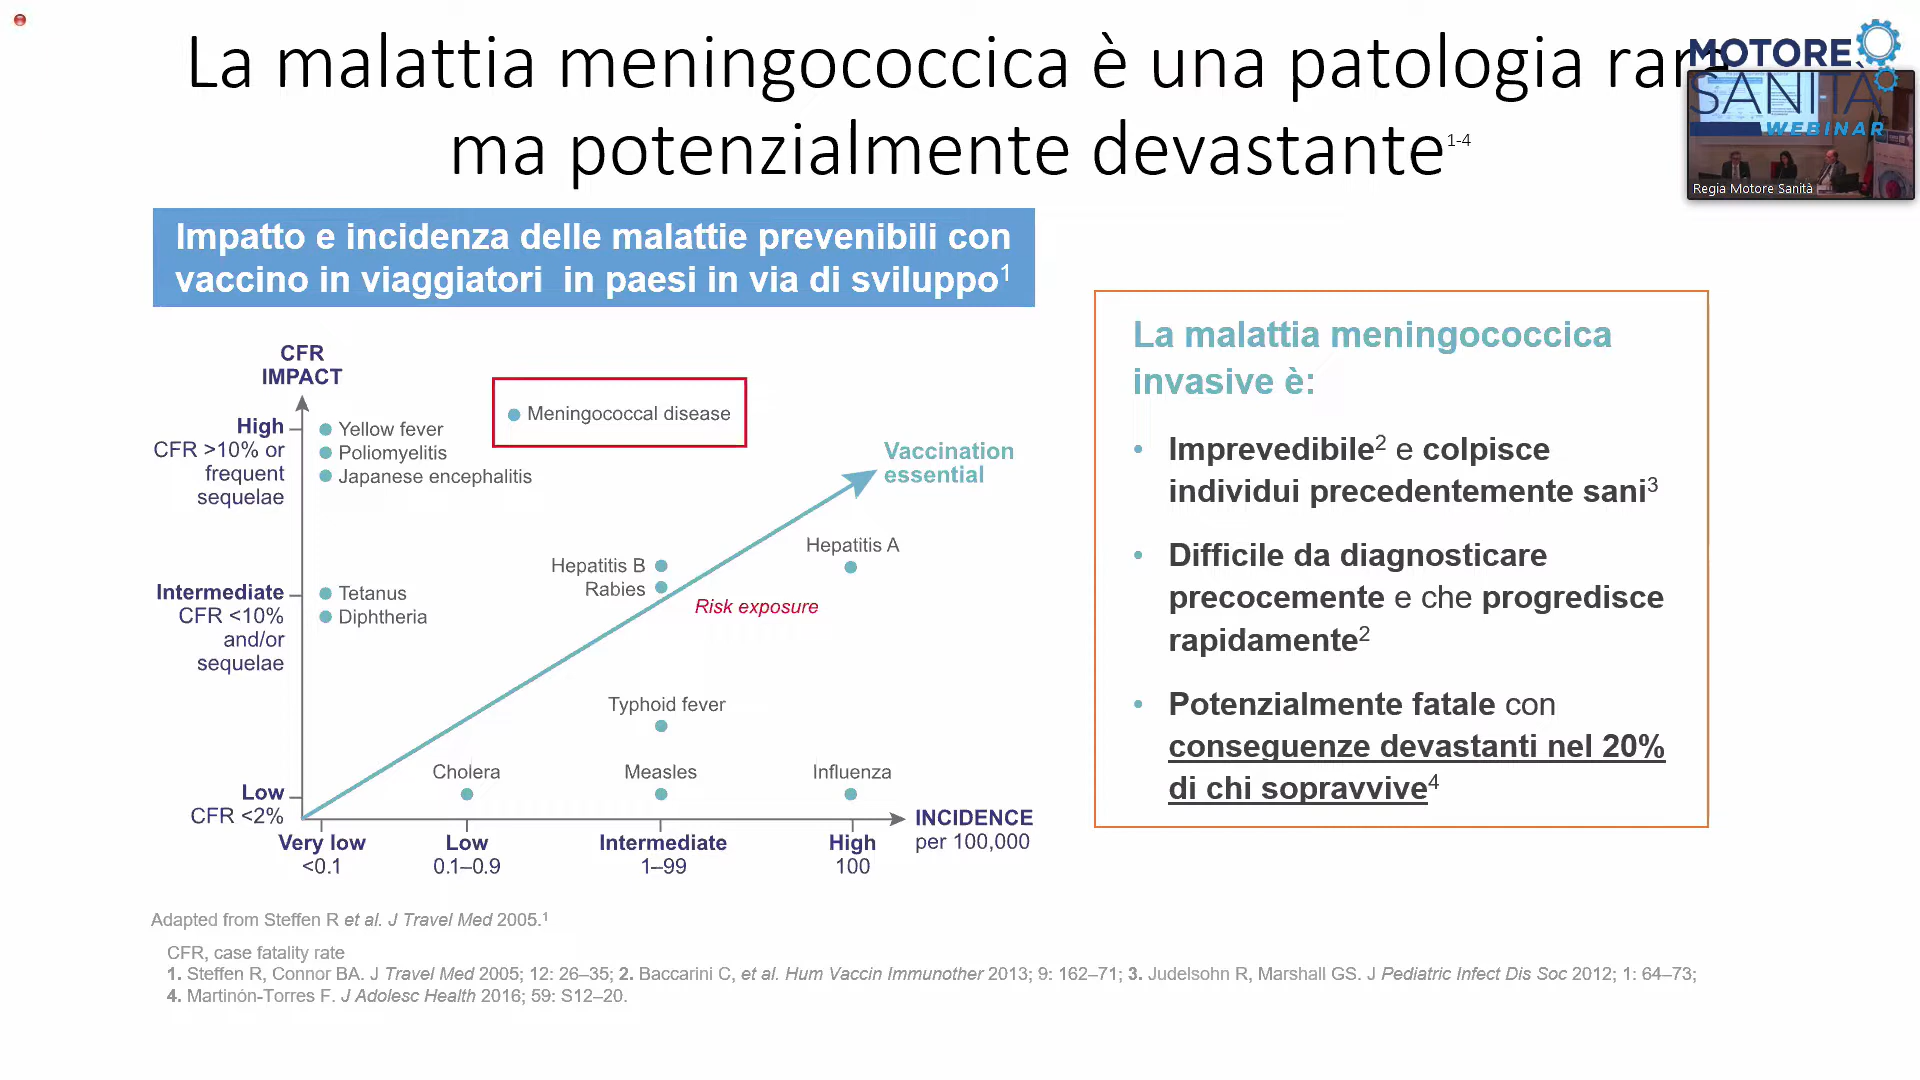 La malattia meningococcica è una patologia rara
ma potenzialmente devastante1-4
MOTORE
SANITÀ
WEBINAR
Regia Motore Sanità
Impatto e incidenza delle malattie prevenibili con
vaccino in viaggiatori in paesi in via di sviluppo1
CFR
IMPACT
High
CFR >10% or
frequent
sequelae
Yellow fever
Poliomyelitis
Japanese encephalitis
Meningococcal disease
Vaccination
essential
Intermediate
CFR <10%
and/or
sequelae
Tetanus
Diphtheria
Hepatitis B
Rabies
Hepatitis A
Risk exposure
Typhoid fever
Cholera
Measles
Influenza
Low
CFR <2%
INCIDENCE
per 100,000
Very low
<0.1
Low
0.1–0.9
Intermediate
1–99
High
100
La malattia meningococcica
invasive è:
• Imprevedibile2 e colpisce
individui precedentemente sani3
• Difficile da diagnosticare
precocemente e che progredisce
rapidamente2
• Potenzialmente fatale con
conseguenze devastanti nel 20%
di chi sopravvive4
Adapted from Steffen R et al. J Travel Med 2005.1
CFR, case fatality rate
1. Steffen R, Connor BA. J Travel Med 2005; 12: 26–35; 2. Baccarini C, et al. Hum Vaccin Immunother 2013; 9: 162–71; 3. Judelsohn R, Marshall GS. J Pediatric Infect Dis Soc 2012; 1: 64–73;
4. Martinón-Torres F. J Adolesc Health 2016; 59: S12–20.